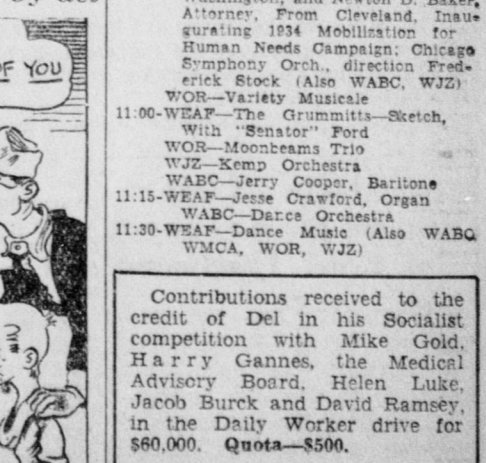 OF YOU
Washington, and Newton D. Baker,
Attorney, From Cleveland, Inau-
gurating 1934 Mobilization for
Human Needs Campaign; Chicago
Symphony Orch., direction Fred-
erick Stock (Also WABC, WJZ)
WOR—Variety Musicale
11:00-WEAF—The Grummitts—Sketch,
With "Senator" Ford
WOR—Moonbeams Trio
WJZ—Kemp Orchestra
WABC—Jerry Cooper, Baritone
11:15-WEAF—Jesse Crawford, Organ
WABC—Dance Orchestra
11:30-WEAF—Dance Music (Also WABC,
WMCA, WOR, WJZ)
Contributions received to the
credit of Del in his Socialist
competition with Mike Gold,
Harry Gannes, the Medical
Advisory Board, Helen Luke,
Jacob Burck and David Ramsey,
in the Daily Worker drive for
$60,000. Quota—$500.